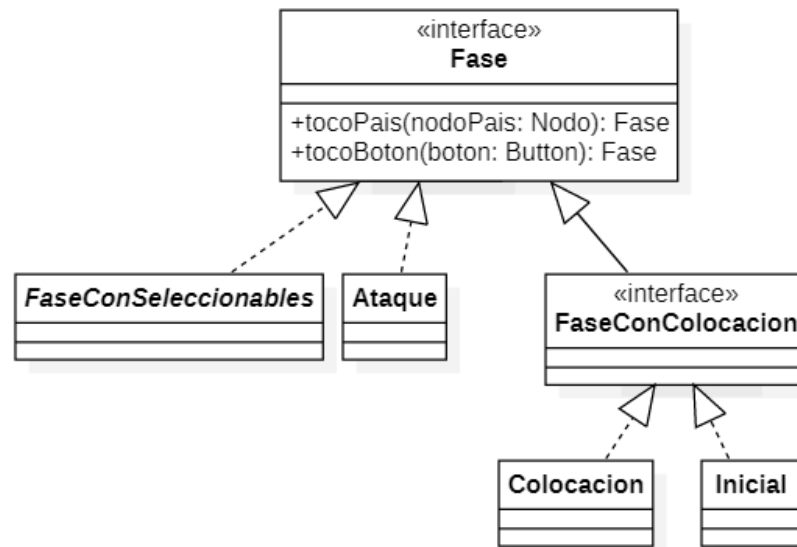 «interface»
Fase
+tocoPais(nodoPais: Nodo): Fase
+tocoBoton(boton: Button): Fase
FaseConSeleccionables
Ataque
«interface»
FaseConColocacion
Colocacion
Inicial